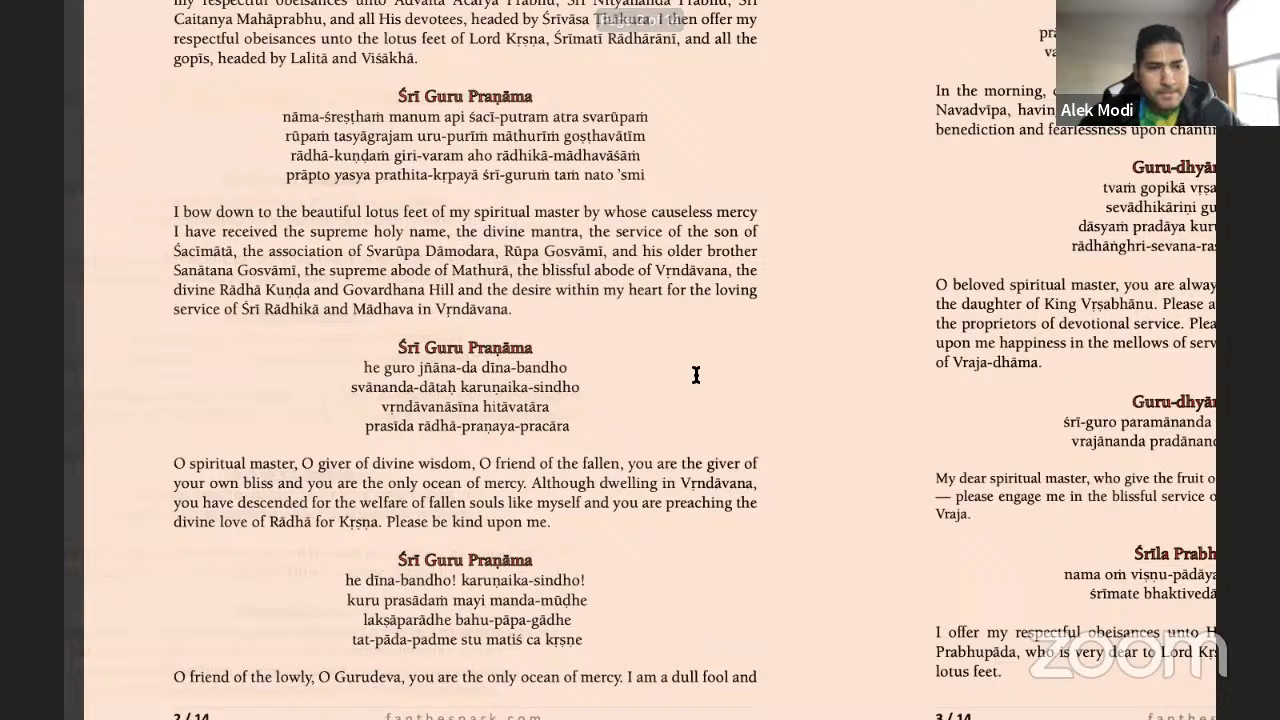 my respectful obeisances unto Advaita Ācārya Prabhu, Śrī Nityānanda Prabhu, Śrī
Caitanya Mahāprabhu, and all His devotees, headed by Śrīvāsa Ṭhākura. I then offer my
respectful obeisances unto the lotus feet of Lord Kṛṣṇa, Śrīmatī Rādhārāṇī, and all the
gopīs, headed by Lalitā and Viśākhā.
Śrī Guru Praṇāma
nāma-śreṣṭhaṁ manum api śacī-putram atra svarūpaṁ
rūpaṁ tasyāgrajam uru-purīṁ māthurīṁ goṣṭhavātīm
rādhā-kuṇḍaṁ giri-varam aho rādhikā-mādhavāśāṁ
prāpto yasya prathita-kṛpayā śrī-guruṁ taṁ nato 'smi
I bow down to the beautiful lotus feet of my spiritual master by whose causeless mercy
I have received the supreme holy name, the divine mantra, the service of the son of
Śacīmātā, the association of Svarūpa Dāmodara, Rūpa Gosvāmī, and his older brother
Sanātana Gosvāmī, the supreme abode of Mathurā, the blissful abode of Vṛndāvana, the
divine Rādhā Kuṇḍa and Govardhana Hill and the desire within my heart for the loving
service of Śrī Rādhikā and Mādhava in Vṛndāvana.
Śrī Guru Praṇāma
he guro jñāna-da dīna-bandho
svānanda-dātaḥ karuṇaika-sindho
vṛndāvanāsīna hitāvatāra
prasīda rādhā-praṇaya-pracāra
O spiritual master, O giver of divine wisdom, O friend of the fallen, you are the giver of
your own bliss and you are the only ocean of mercy. Although dwelling in Vṛndāvana,
you have descended for the welfare of fallen souls like myself and you are preaching the
divine love of Rādhā for Kṛṣṇa. Please be kind upon me.
Śrī Guru Praṇāma
he dīna-bandho! karuṇaika-sindho!
kuru prasādaṁ mayi manda-mūḍhe
lakṣāparādhe bahu-pāpa-gādhe
tat-pāda-padme stu matiś ca kṛṣṇe
O friend of the lowly, O Gurudeva, you are the only ocean of mercy. I am a dull fool and
2 / 14
fanthespark.com
In the morning,
Navadvīpa, havin
benediction and fearlessness upon chantin
Guru-dhyān
tvaṁ gopikā vṛṣa
sevādhikāriṇi gu
dāsyaṁ pradāya kuru
rādhāṅghri-sevana-ras
O beloved spiritual master, you are alway
the daughter of King Vṛṣabhānu. Please a
the proprietors of devotional service. Plea
upon me happiness in the mellows of serv
of Vraja-dhāma.
Guru-dhyān
śrī-guro paramānanda
vrajānanda pradānand
My dear spiritual master, who give the fruit o
— please engage me in the blissful service o
Vraja.
Śrīla Prabh
nama oṁ viṣṇu-pādāya
śrīmate bhaktivedā
I offer my respectful obeisances unto H
Prabhupāda, who is very dear to Lord Kṛṣ
lotus feet.
3 / 14
fanthes
Alek Modi
zoom